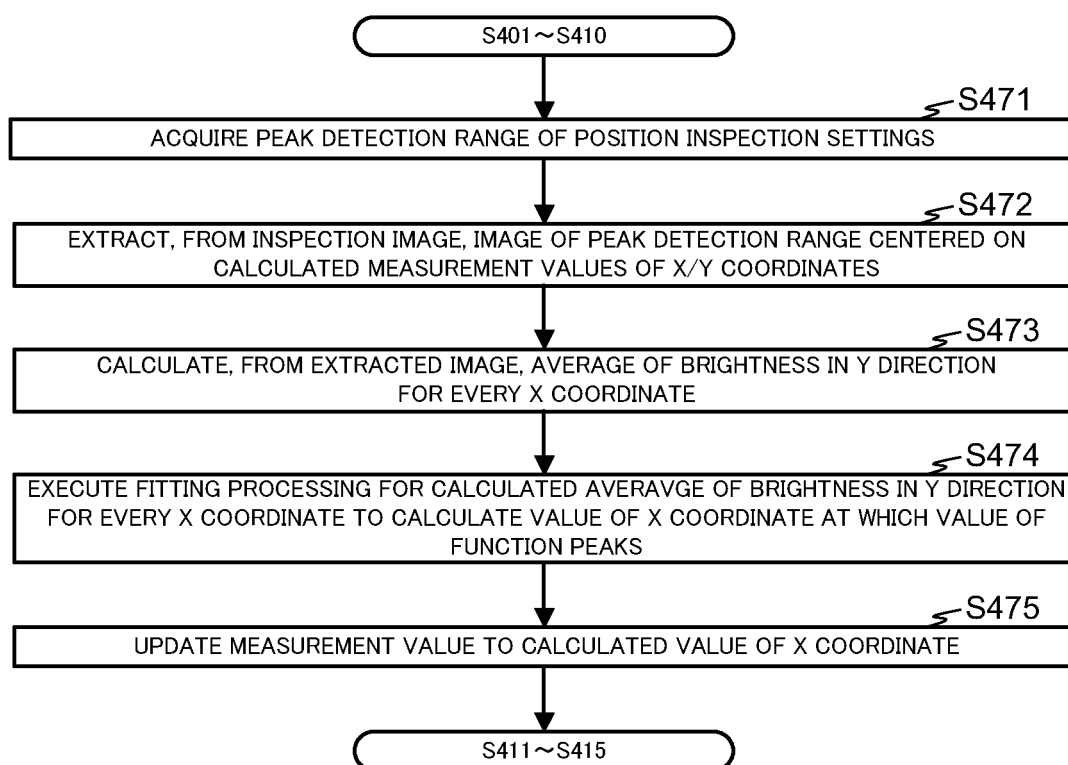 S401～S410
S471
ACQUIRE PEAK DETECTION RANGE OF POSITION INSPECTION SETTINGS
S472
EXTRACT, FROM INSPECTION IMAGE, IMAGE OF PEAK DETECTION RANGE CENTERED ON
CALCULATED MEASUREMENT VALUES OF X/Y COORDINATES
S473
CALCULATE, FROM EXTRACTED IMAGE, AVERAGE OF BRIGHTNESS IN Y DIRECTION
FOR EVERY X COORDINATE
S474
EXECUTE FITTING PROCESSING FOR CALCULATED AVERAVGE OF BRIGHTNESS IN Y DIRECTION
FOR EVERY X COORDINATE TO CALCULATE VALUE OF X COORDINATE AT WHICH VALUE OF
FUNCTION PEAKS
S475
UPDATE MEASUREMENT VALUE TO CALCULATED VALUE OF X COORDINATE
S411～S415